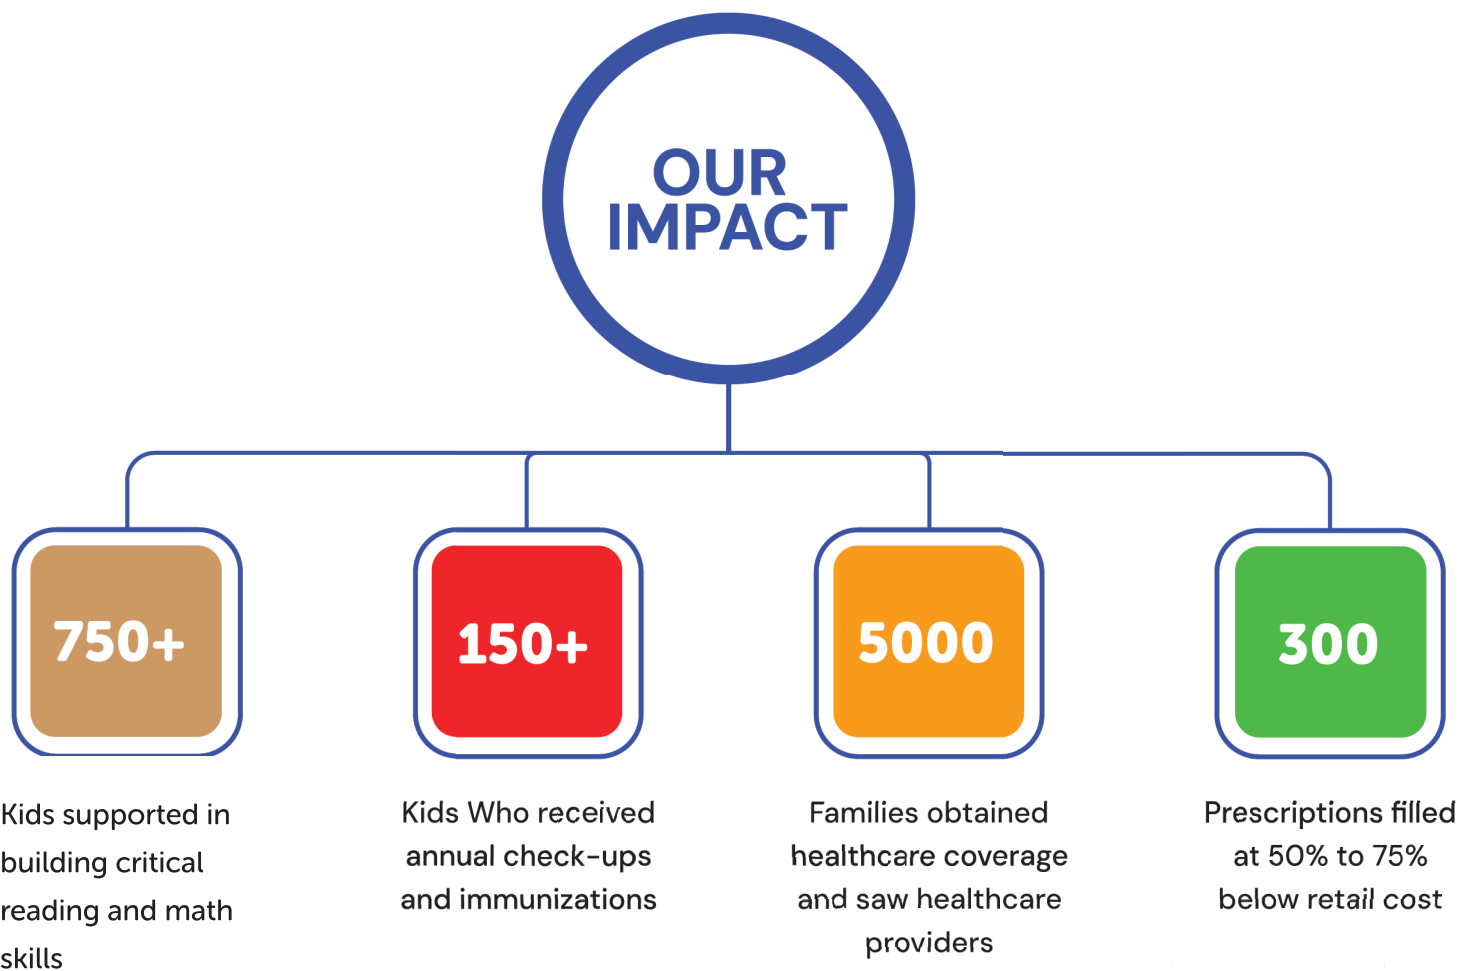 OUR
IMPACT
750+
150+
5000
300
Kids supported in
building critical
reading and math
skills
Kids Who received
annual check-ups
and immunizations
Families obtained
healthcare coverage
and saw healthcare
providers
Prescriptions filled
at 50% to 75%
below retail cost